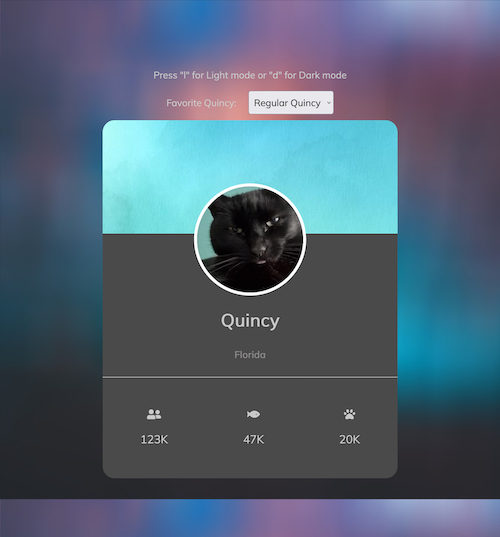 Press "l" for Light mode or "d" for Dark mode
Favorite Quincy: Regular Quincy
Quincy
Florida
123K 47K 20K